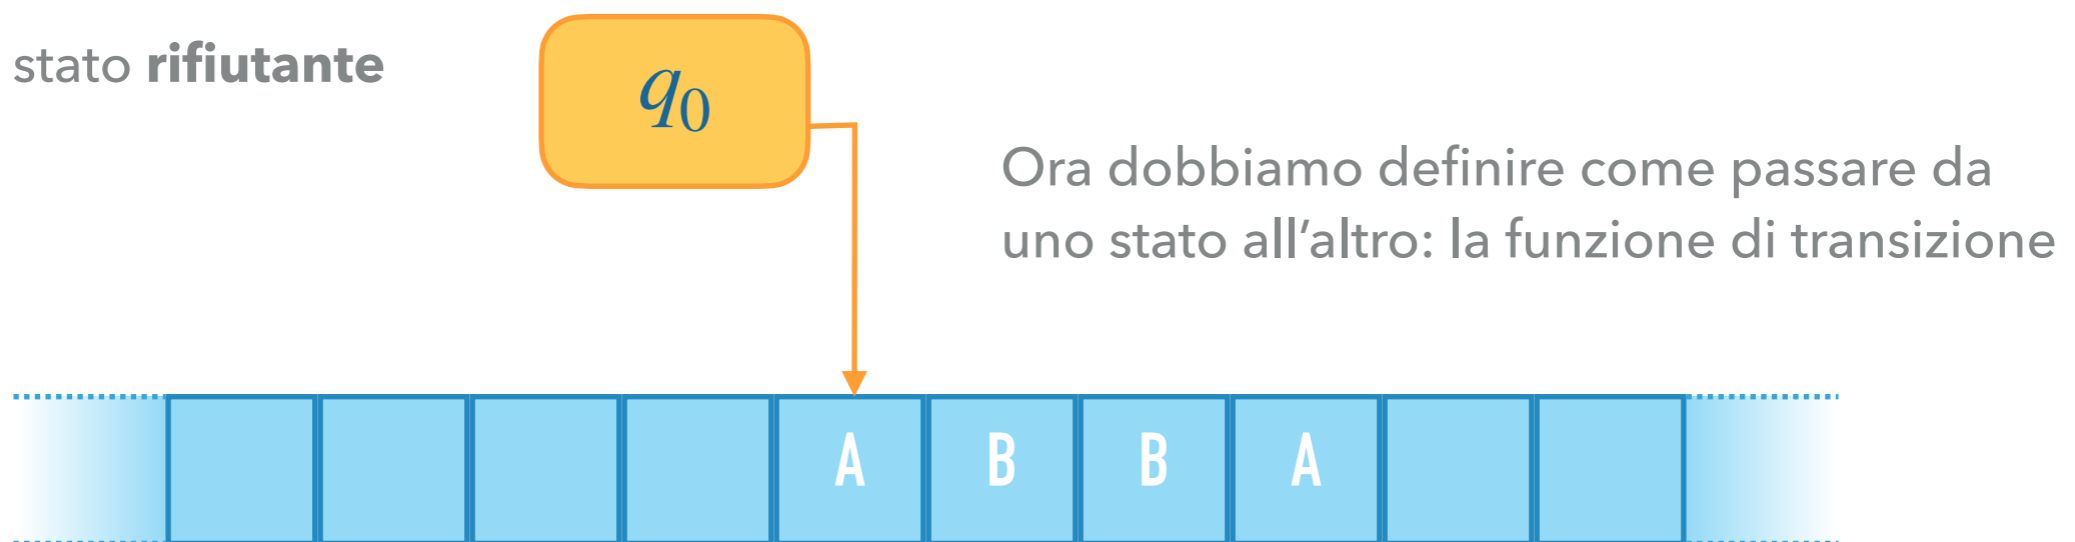 stato rifiutante
q0
Ora dobbiamo definire come passare da
uno stato all’altro: la funzione di transizione
A B B A